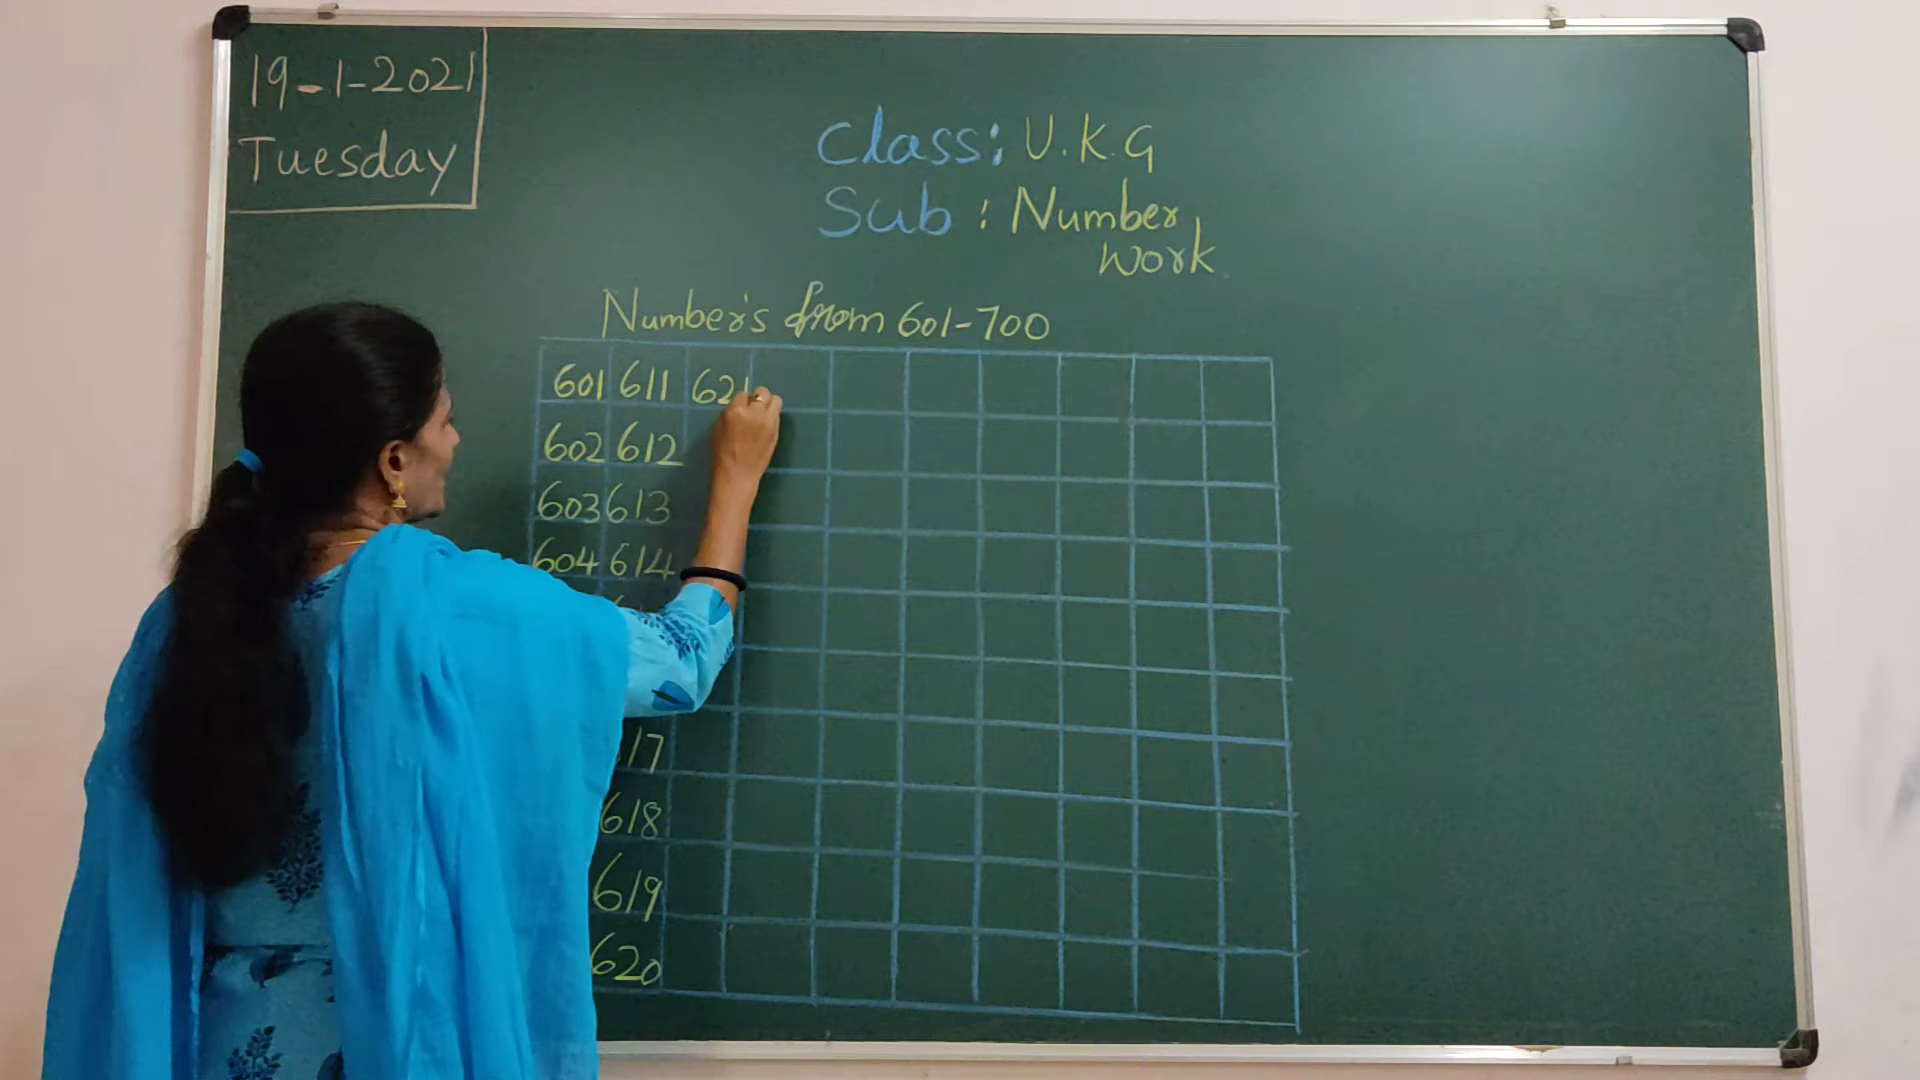 19-1-2021
Tuesday
Class: U.K.G
Sub : Number
Work
Number's from 601-700
601 611 621
602 612
603 613
604 614
17
618
619
620